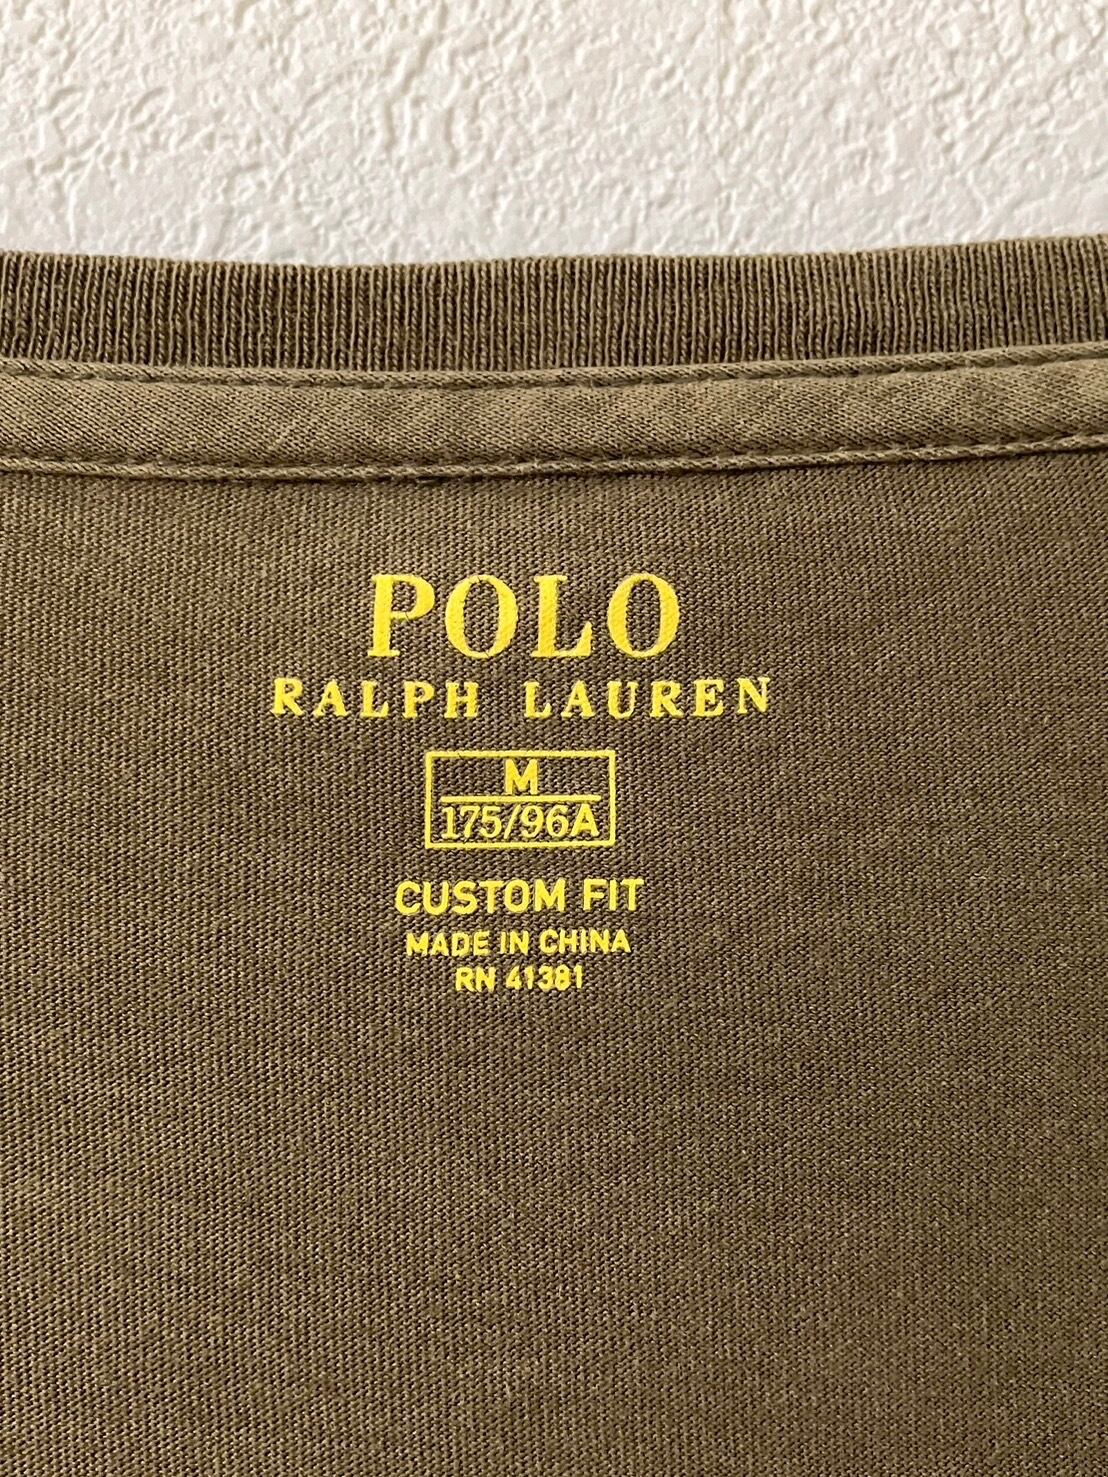 POLO
RALPH LAUREN
M
175/96A
CUSTOM FIT
MADE IN CHINA
RN 41381